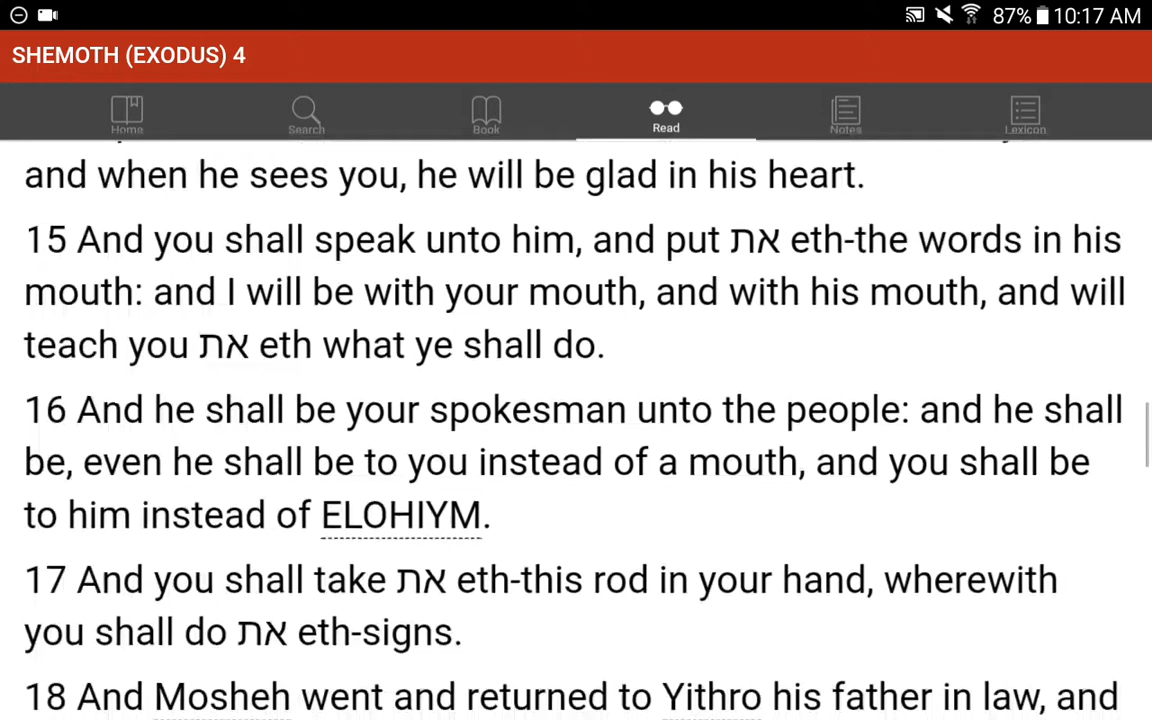 87% 10:17 AM
SHEMOTH (EXODUS) 4
Home Search Book Read Notes Lexicon
and when he sees you, he will be glad in his heart.
15 And you shall speak unto him, and put את eth-the words in his
mouth: and I will be with your mouth, and with his mouth, and will
teach you את eth what ye shall do.
16 And he shall be your spokesman unto the people: and he shall
be, even he shall be to you instead of a mouth, and you shall be
to him instead of ELOHIYM.
17 And you shall take את eth-this rod in your hand, wherewith
you shall do את eth-signs.
18 And Mosheh went and returned to Yithro his father in law, and